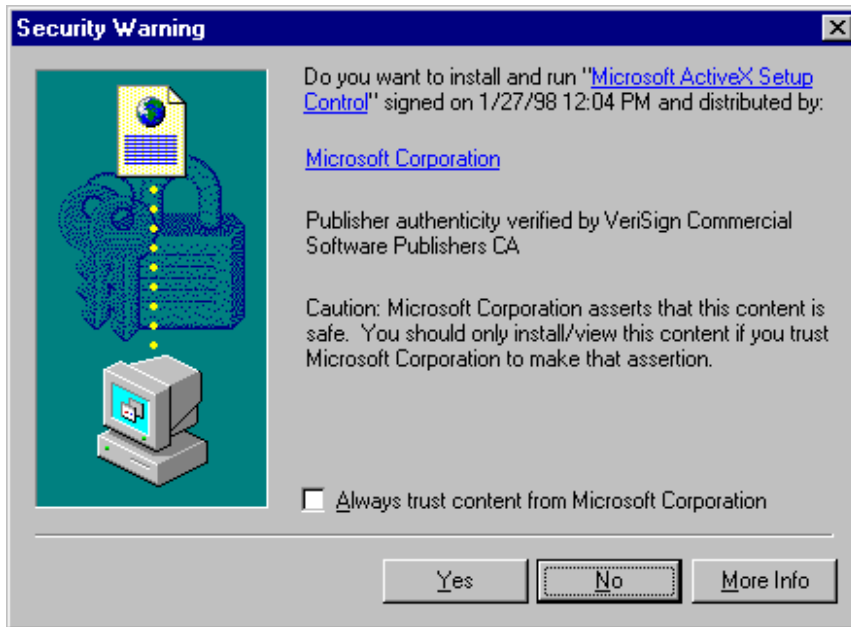 Security Warning
Do you want to install and run "Microsoft ActiveX Setup
Control" signed on 1/27/98 12:04 PM and distributed by:
Microsoft Corporation
Publisher authenticity verified by VeriSign Commercial
Software Publishers CA
Caution: Microsoft Corporation asserts that this content is
safe.  You should only install/view this content if you trust
Microsoft Corporation to make that assertion.
Always trust content from Microsoft Corporation
Yes
No
More Info